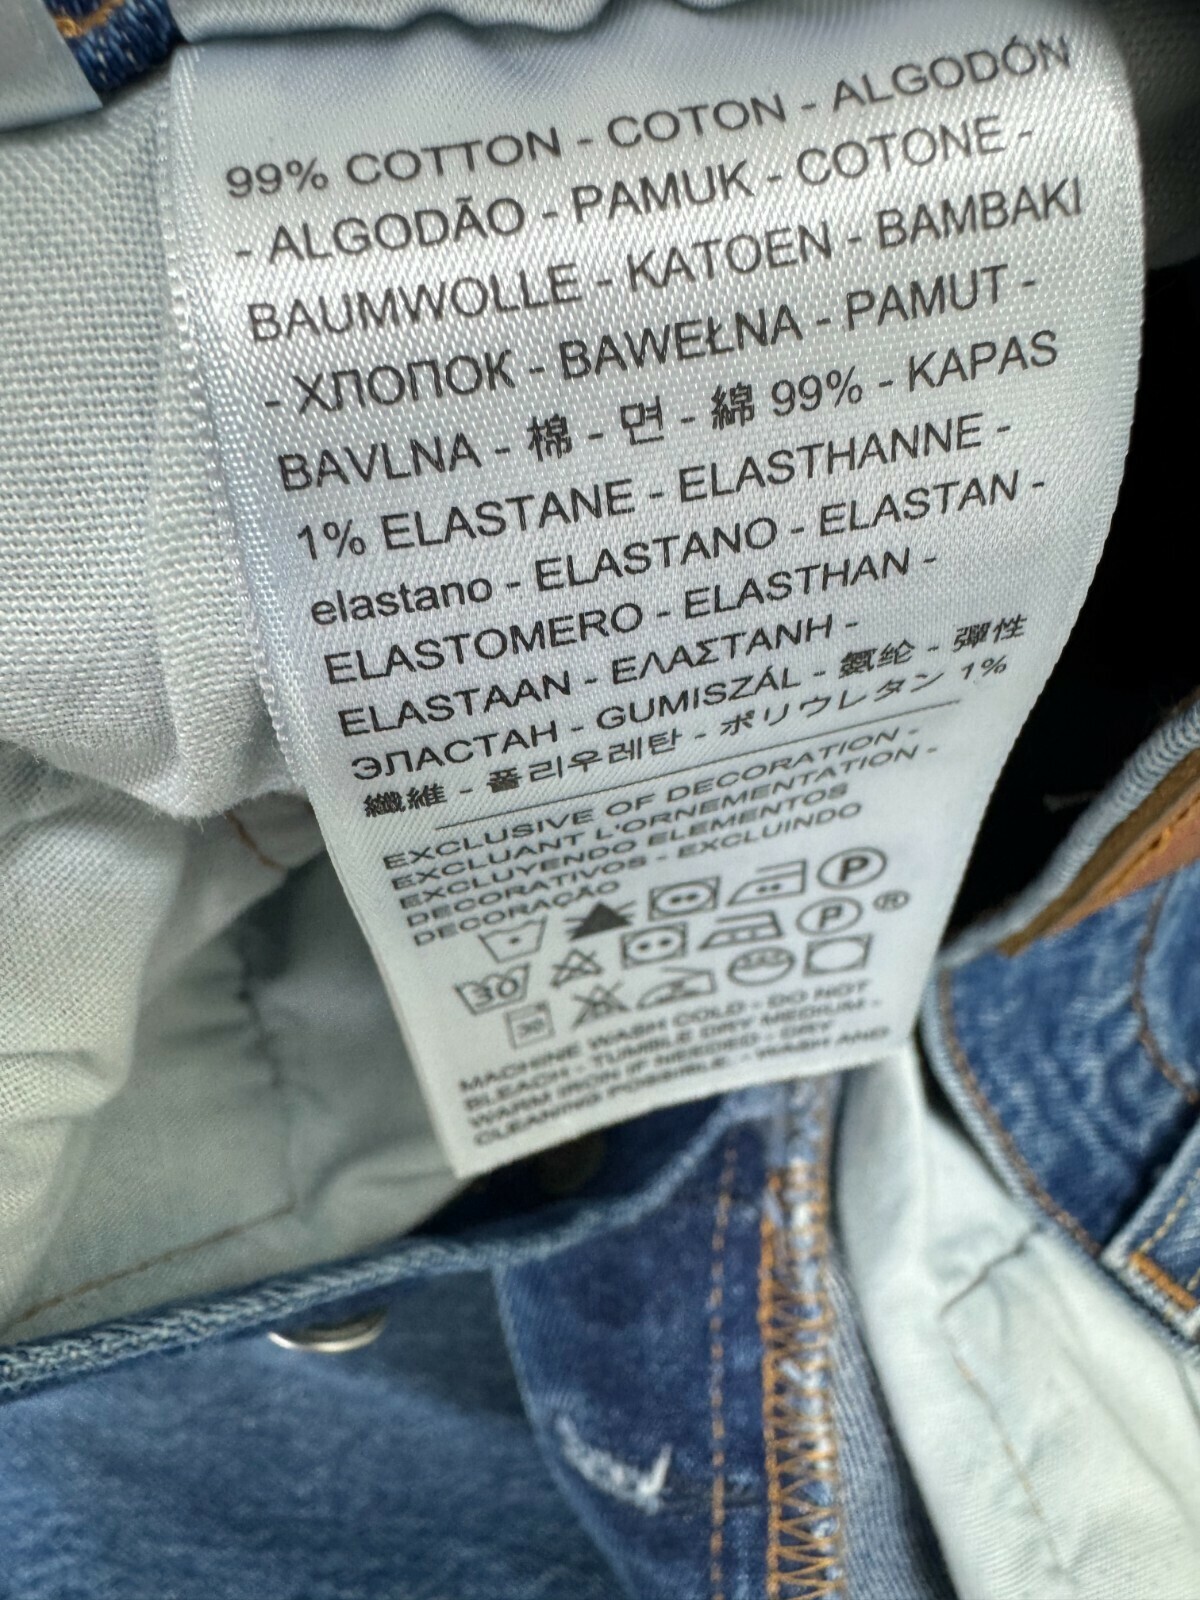 99% COTTON - COTON - ALGODÓN
- ALGODÃO - PAMUK - COTONE -
BAUMWOLLE - KATOEN - BAMBAKI
- ХЛОПОК - BAWEŁNA - PAMUT -
BAVLNA - 棉 - 면 - 綿 99% - KAPAS
1% ELASTANE - ELASTHANNE -
elastano - ELASTANO - ELASTAN -
ELASTOMERO - ELASTHAN -
ELASTAAN - ΕΛΑΣΤΑΝΗ -
ЭЛАСТАН - GUMISZÁL - 氨纶 - 彈性
纖維 - 폴리우레탄 - ポリウレタン 1%
EXCLUSIVE OF DECORATION -
EXCLUANT L'ORNEMENTATION -
EXCLUYENDO ELEMENTOS
DECORATIVOS - EXCLUINDO
DECORAÇÃO
P
30 P ®
30
MACHINE WASH COLD - DO NOT
BLEACH - TUMBLE DRY MEDIUM -
WARM IRON IF NEEDED - DRY
CLEANING POSSIBLE. - WASH AND